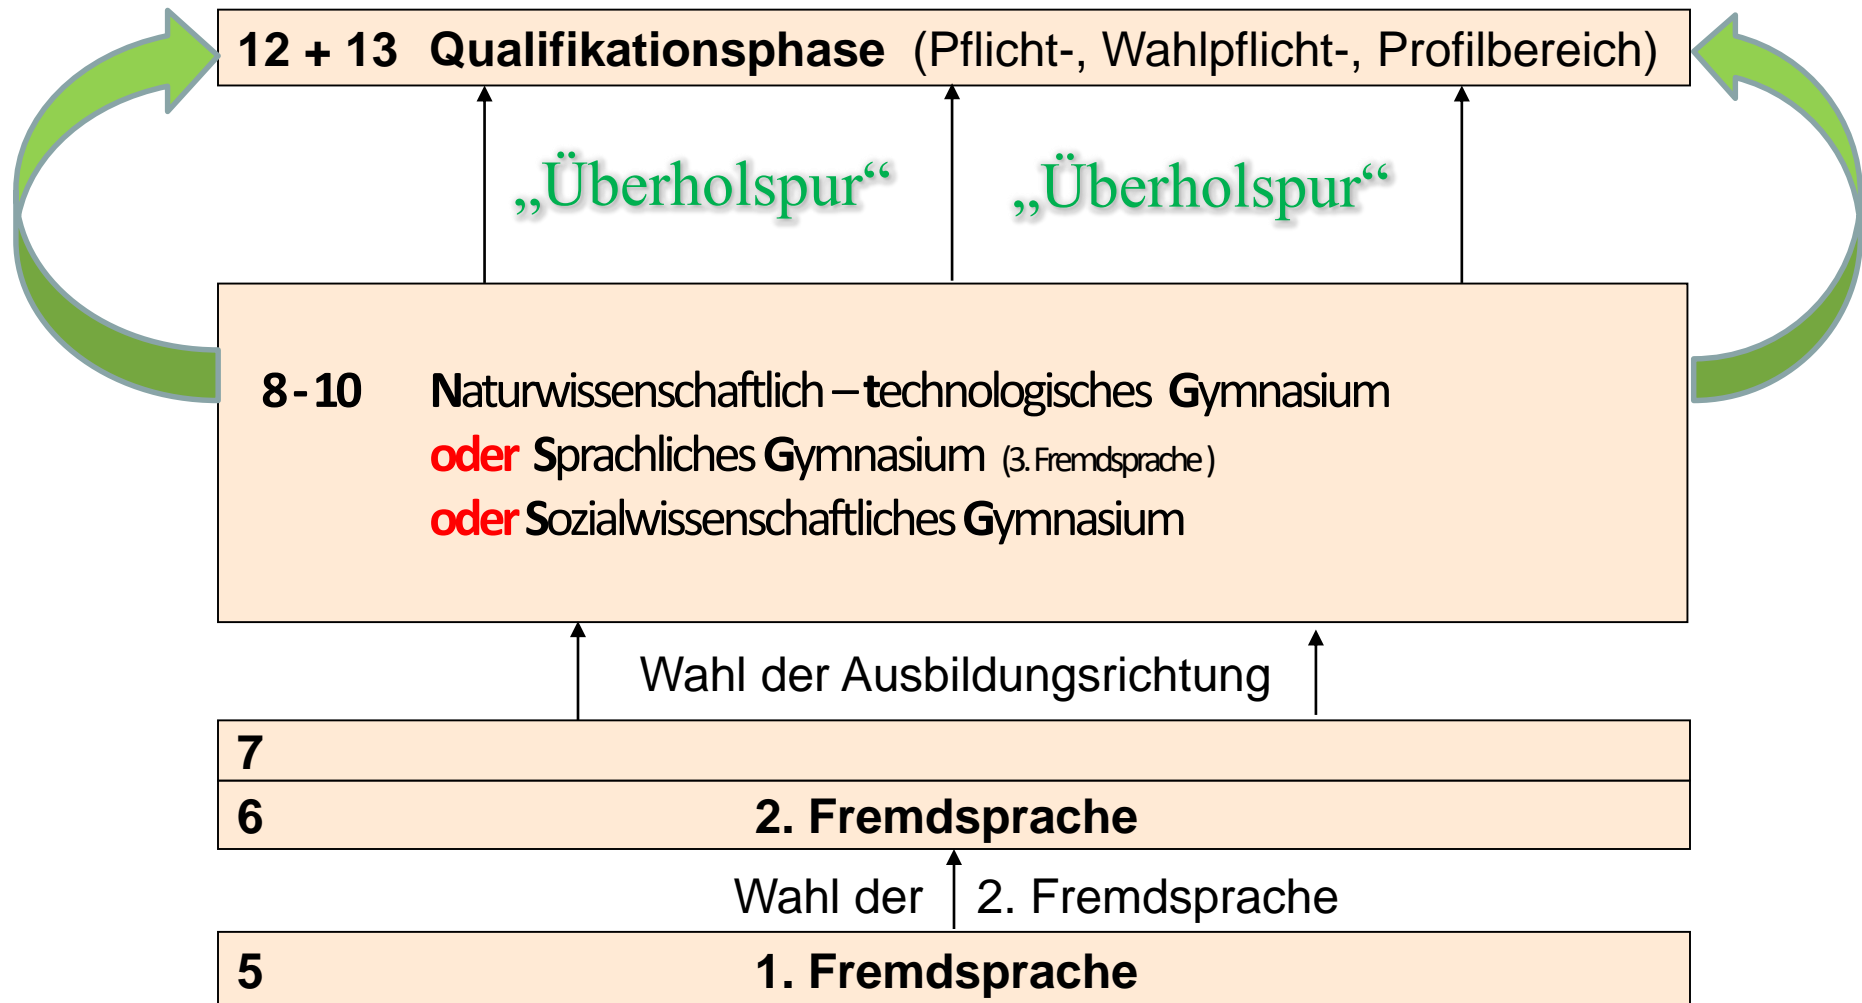 12 + 13 Qualifikationsphase (Pflicht-, Wahlpflicht-, Profilbereich)
„Überholspur“ „Überholspur“
8 - 10 Naturwissenschaftlich – technologisches Gymnasium
oder Sprachliches Gymnasium (3. Fremdsprache )
oder Sozialwissenschaftliches Gymnasium
Wahl der Ausbildungsrichtung
7
6 2. Fremdsprache
Wahl der 2. Fremdsprache
5 1. Fremdsprache